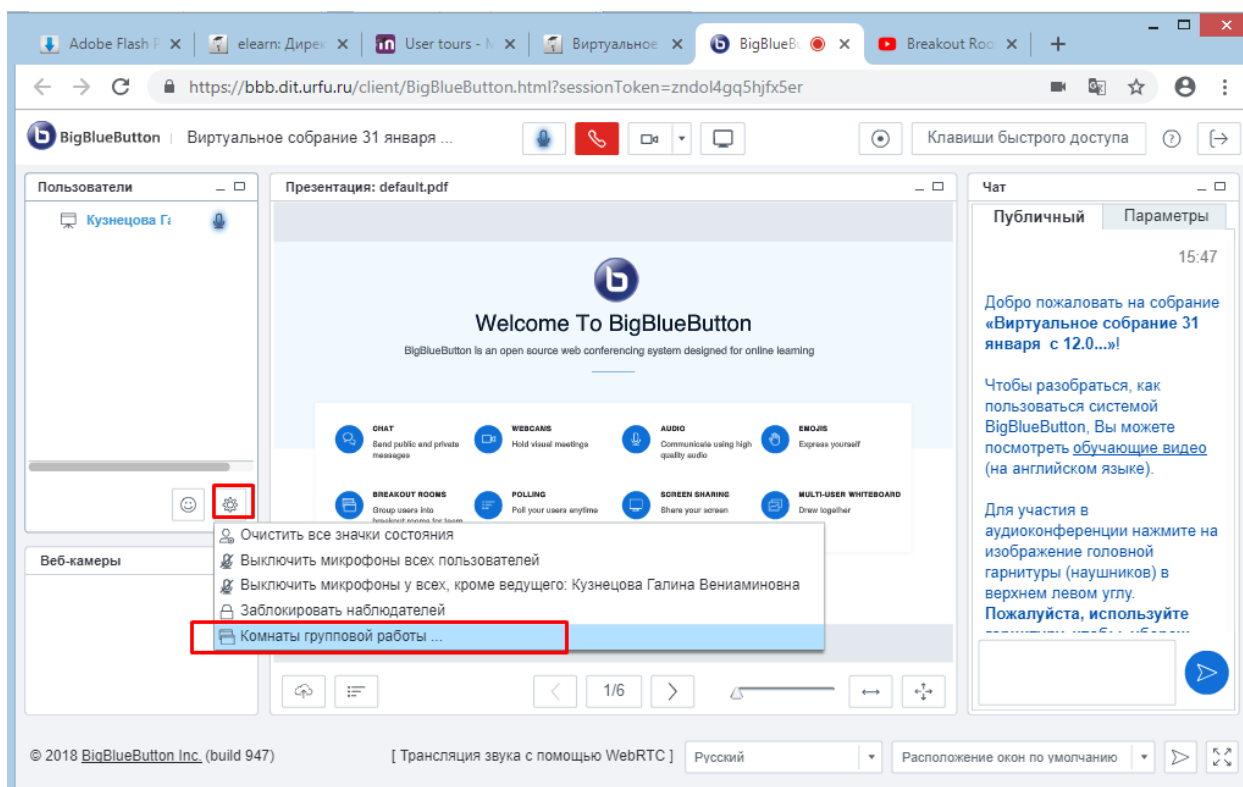 Adobe Flash P
elearn: Дирек
User tours - M
Виртуальное
BigBlueBu
Breakout Roo
https://bbb.dit.urfu.ru/client/BigBlueButton.html?sessionToken=zndol4gq5hjfx5er
BigBlueButton
Виртуальное собрание 31 января ...
Клавиши быстрого доступа
Пользователи
Кузнецова Га
Презентация: default.pdf
Welcome To BigBlueButton
BigBlueButton is an open source web conferencing system designed for online learning
CHAT
Send public and private
messages
WEBCAMS
Hold visual meetings
AUDIO
Communicate using high
quality audio
EMOJIS
Express yourself
BREAKOUT ROOMS
Group users into
breakout rooms for team
POLLING
Poll your users anytime
SCREEN SHARING
Share your screen
MULTI-USER WHITEBOARD
Draw together
Очистить все значки состояния
Выключить микрофоны всех пользователей
Выключить микрофоны у всех, кроме ведущего: Кузнецова Галина Вениаминовна
Заблокировать наблюдателей
Комнаты групповой работы ...
Веб-камеры
1/6
Чат
Публичный
Параметры
15:47
Добро пожаловать на собрание
«Виртуальное собрание 31
января с 12.0...»!
Чтобы разобраться, как
пользоваться системой
BigBlueButton, Вы можете
посмотреть обучающие видео
(на английском языке).
Для участия в
аудиоконференции нажмите на
изображение головной
гарнитуры (наушников) в
верхнем левом углу.
Пожалуйста, используйте
© 2018 BigBlueButton Inc. (build 947)
[ Трансляция звука с помощью WebRTC ]
Русский
Расположение окон по умолчанию